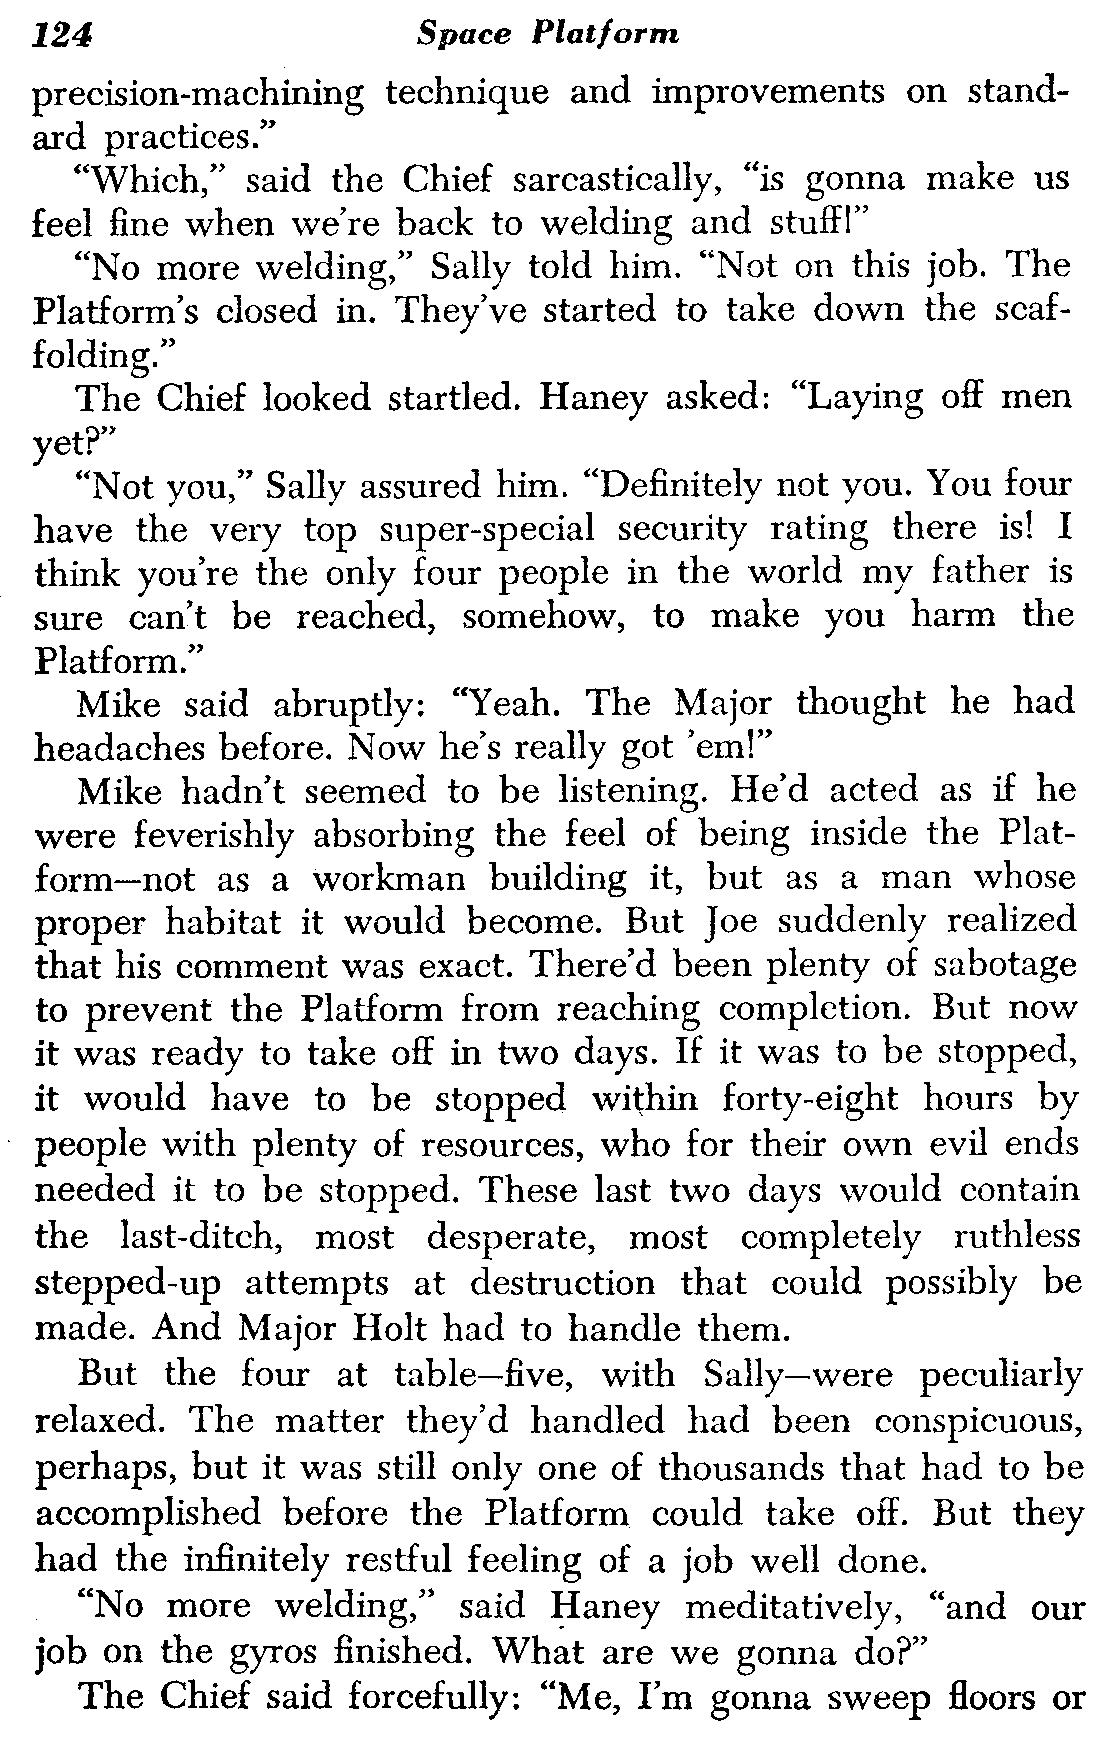 124 Space Platform
precision-machining technique and improvements on stand-
ard practices.”
“Which,” said the Chief sarcastically, “is gonna make us
feel fine when we’re back to welding and stuff!”
“No more welding,” Sally told him. “Not on this job. The
Platform’s closed in. They’ve started to take down the scaf-
folding.”
The Chief looked startled. Haney asked: “Laying off men
yet?”
“Not you,” Sally assured him. “Definitely not you. You four
have the very top super-special security rating there is! I
think you’re the only four people in the world my father is
sure can’t be reached, somehow, to make you harm the
Platform.”
Mike said abruptly: “Yeah. The Major thought he had
headaches before. Now he’s really got ’em!”
Mike hadn’t seemed to be listening. He’d acted as if he
were feverishly absorbing the feel of being inside the Plat-
form—not as a workman building it, but as a man whose
proper habitat it would become. But Joe suddenly realized
that his comment was exact. There’d been plenty of sabotage
to prevent the Platform from reaching completion. But now
it was ready to take off in two days. If it was to be stopped,
it would have to be stopped within forty-eight hours by
people with plenty of resources, who for their own evil ends
needed it to be stopped. These last two days would contain
the last-ditch, most desperate, most completely ruthless
stepped-up attempts at destruction that could possibly be
made. And Major Holt had to handle them.
But the four at table—five, with Sally—were peculiarly
relaxed. The matter they’d handled had been conspicuous,
perhaps, but it was still only one of thousands that had to be
accomplished before the Platform could take off. But they
had the infinitely restful feeling of a job well done.
“No more welding,” said Haney meditatively, “and our
job on the gyros finished. What are we gonna do?”
The Chief said forcefully: “Me, I’m gonna sweep floors or